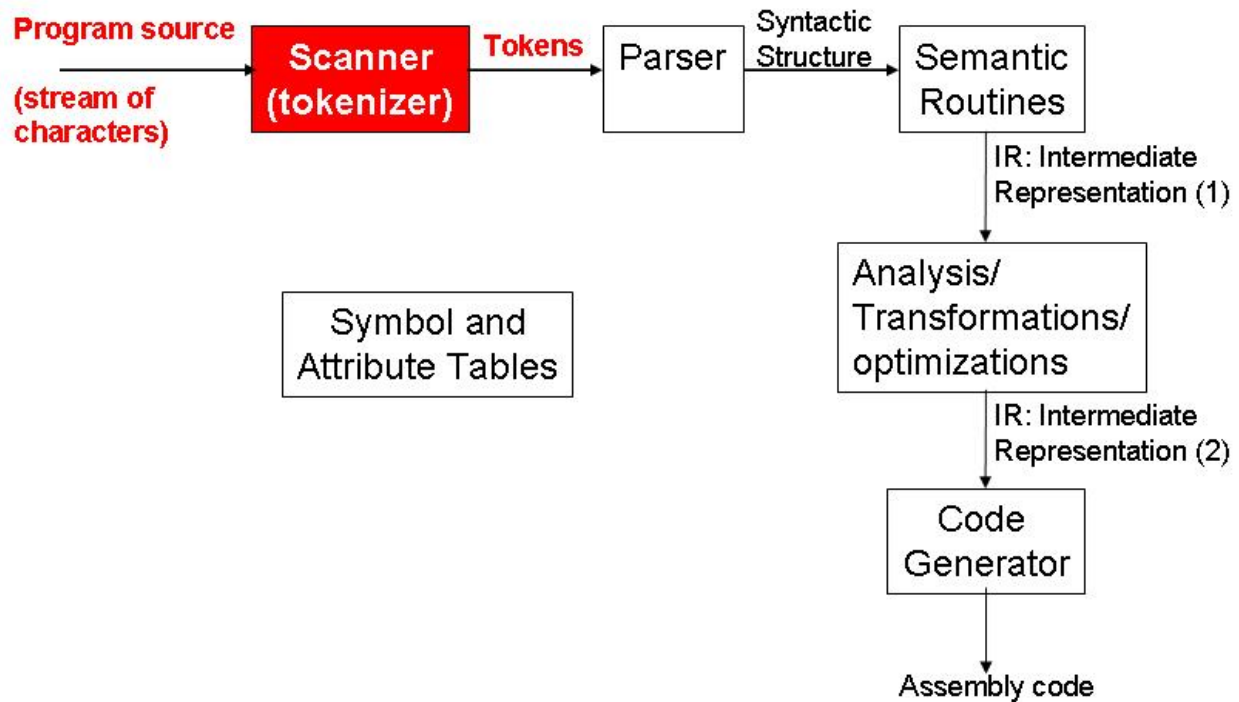 Program source
(stream of
characters)
Scanner
(tokenizer)
Tokens
Parser
Syntactic
Structure
Semantic
Routines
IR: Intermediate
Representation (1)
Analysis/
Transformations/
optimizations
Symbol and
Attribute Tables
IR: Intermediate
Representation (2)
Code
Generator
Assembly code